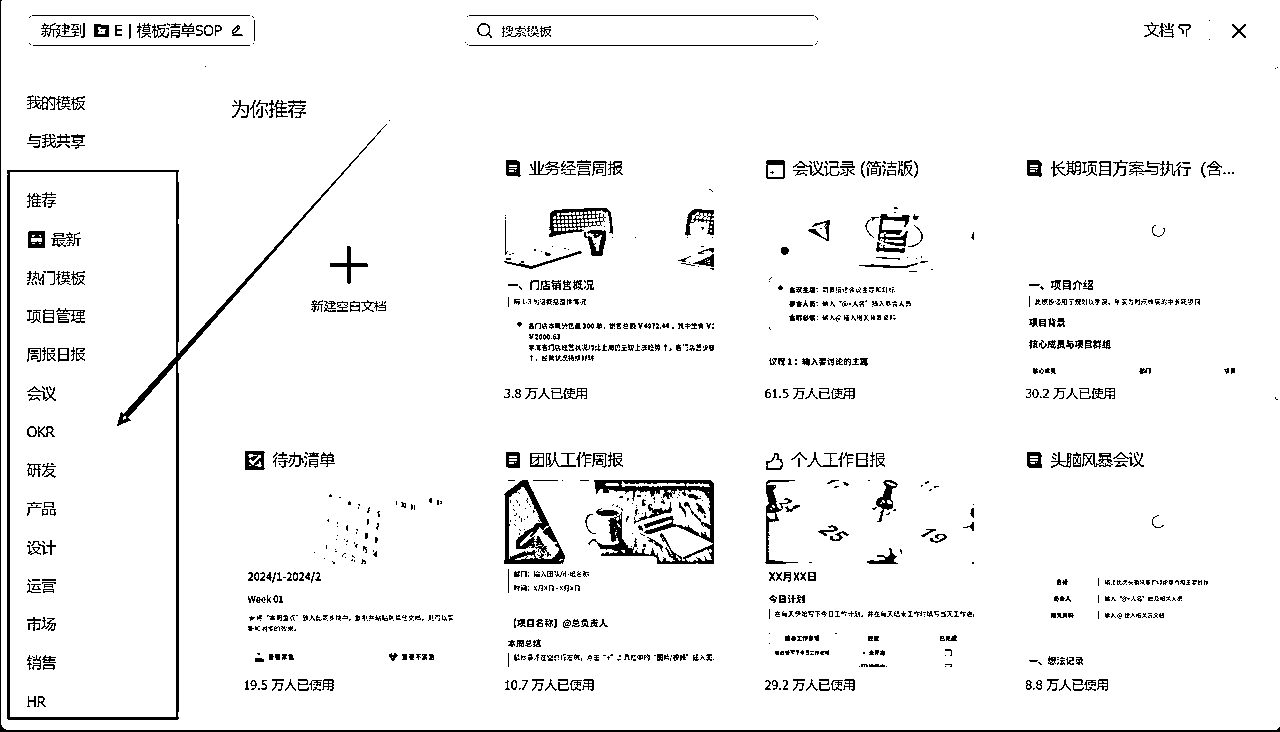 新建到 E | 模板清单SOP
搜索模板
文档
我的模板
与我共享
推荐
最新
热门模板
项目管理
周报日报
会议
OKR
研发
产品
设计
运营
市场
销售
HR
为你推荐
新建空白文档
业务经营周报
一、门店销售概况
3.8 万人已使用
会议记录 (简洁版)
议程 1：输入要讨论的主题
61.5 万人已使用
长期项目方案与执行（含...
一、项目介绍
项目背景
核心成员与项目群组
核心成员 部门 项目
30.2 万人已使用
待办清单
2024/1-2024/2
Week 01
19.5 万人已使用
团队工作周报
【项目名称】@总负责人
本周总结
10.7 万人已使用
个人工作日报
25 19
XX月XX日
今日计划
29.2 万人已使用
头脑风暴会议
一、想法记录
8.8 万人已使用